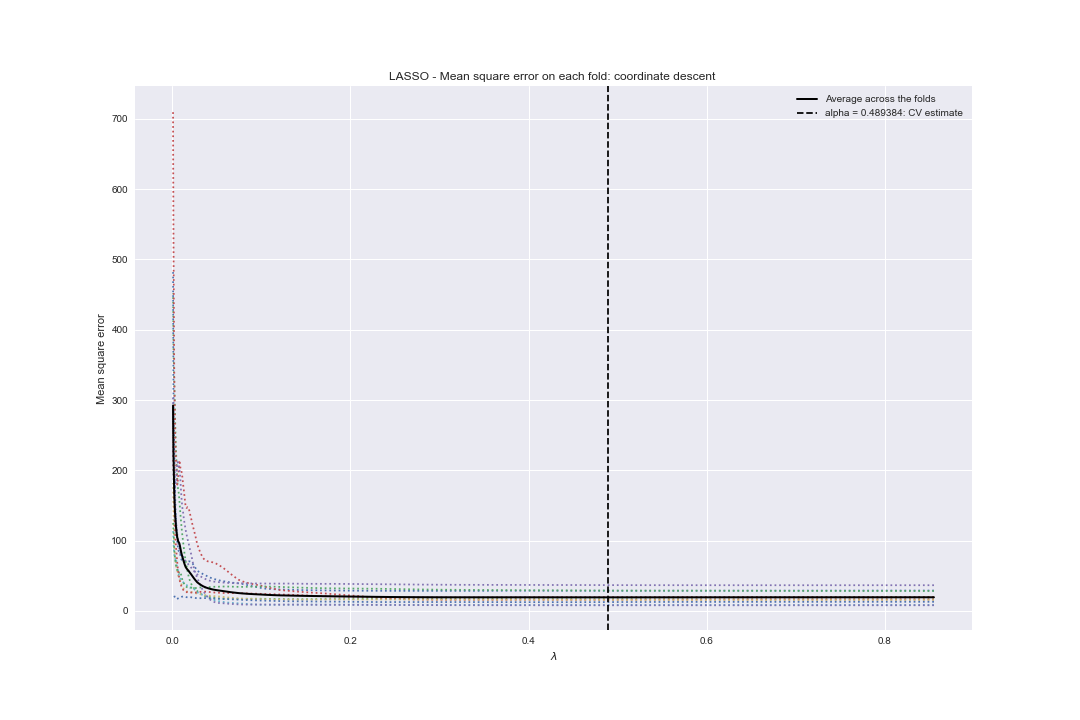 LASSO - Mean square error on each fold: coordinate descent
Average across the folds
alpha = 0.489384: CV estimate
Mean square error
700
600
500
400
300
200
100
0
0.0 0.2 0.4 0.6 0.8
λ